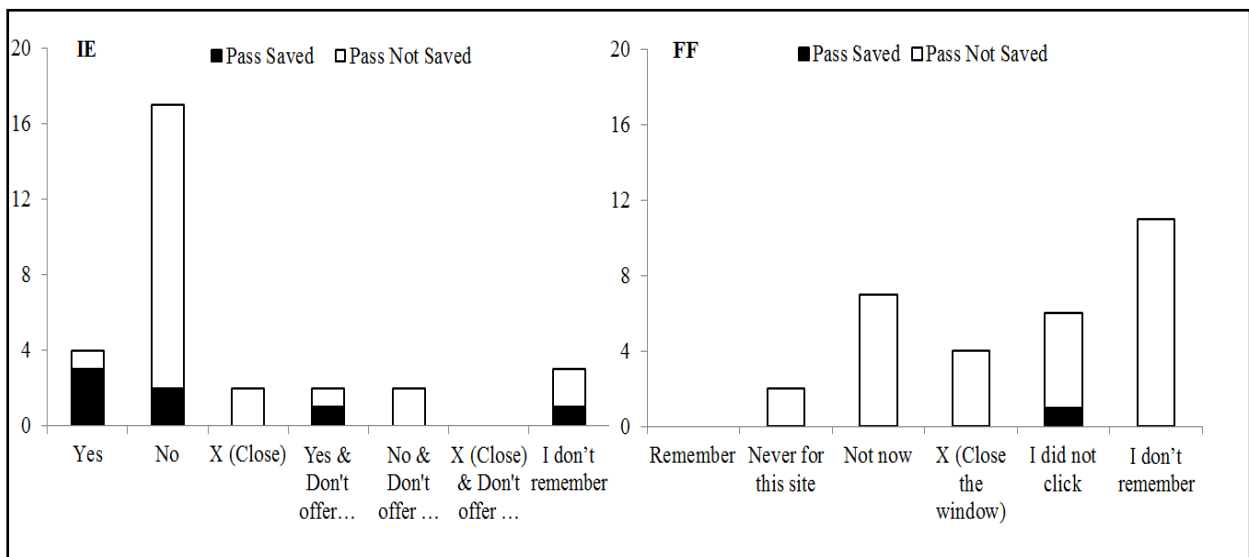 IE
Pass Saved
Pass Not Saved
20
16
12
8
4
0
Yes
No
X (Close)
Yes &
Don't
offer…
No &
Don't
offer …
X (Close)
& Don't
offer …
I don’t
remember
FF
Pass Saved
Pass Not Saved
20
16
12
8
4
0
Remember
Never for
this site
Not now
X (Close
the
window)
I did not
click
I don’t
remember